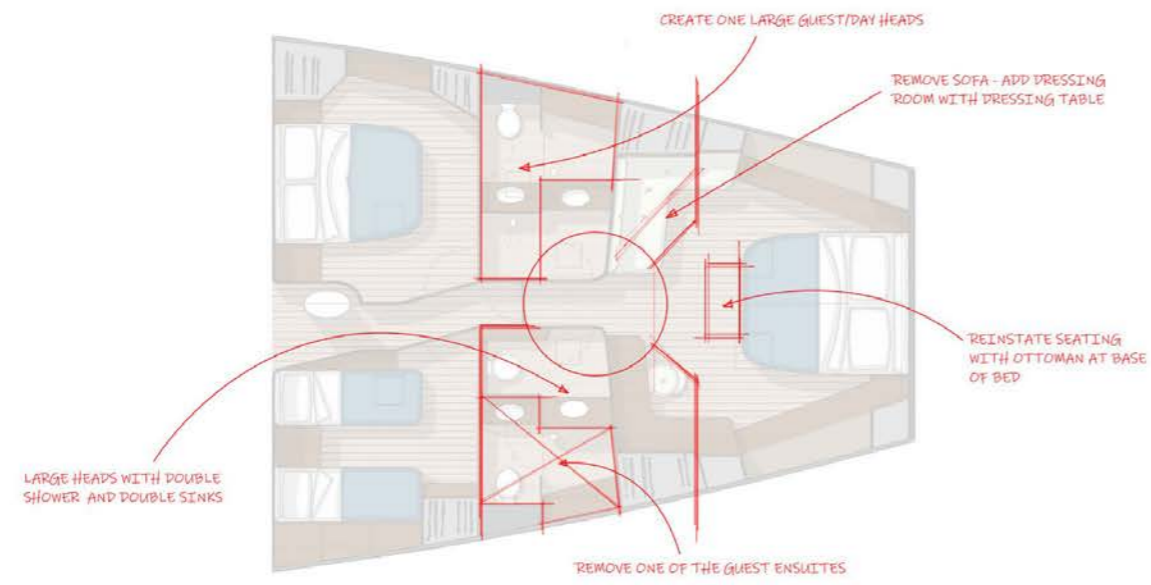 CREATE ONE LARGE GUEST/DAY HEADS
REMOVE SOFA - ADD DRESSING
ROOM WITH DRESSING TABLE
REINSTATE SEATING
WITH OTTOMAN AT BASE
OF BED
LARGE HEADS WITH DOUBLE
SHOWER AND DOUBLE SINKS
REMOVE ONE OF THE GUEST ENSUITES